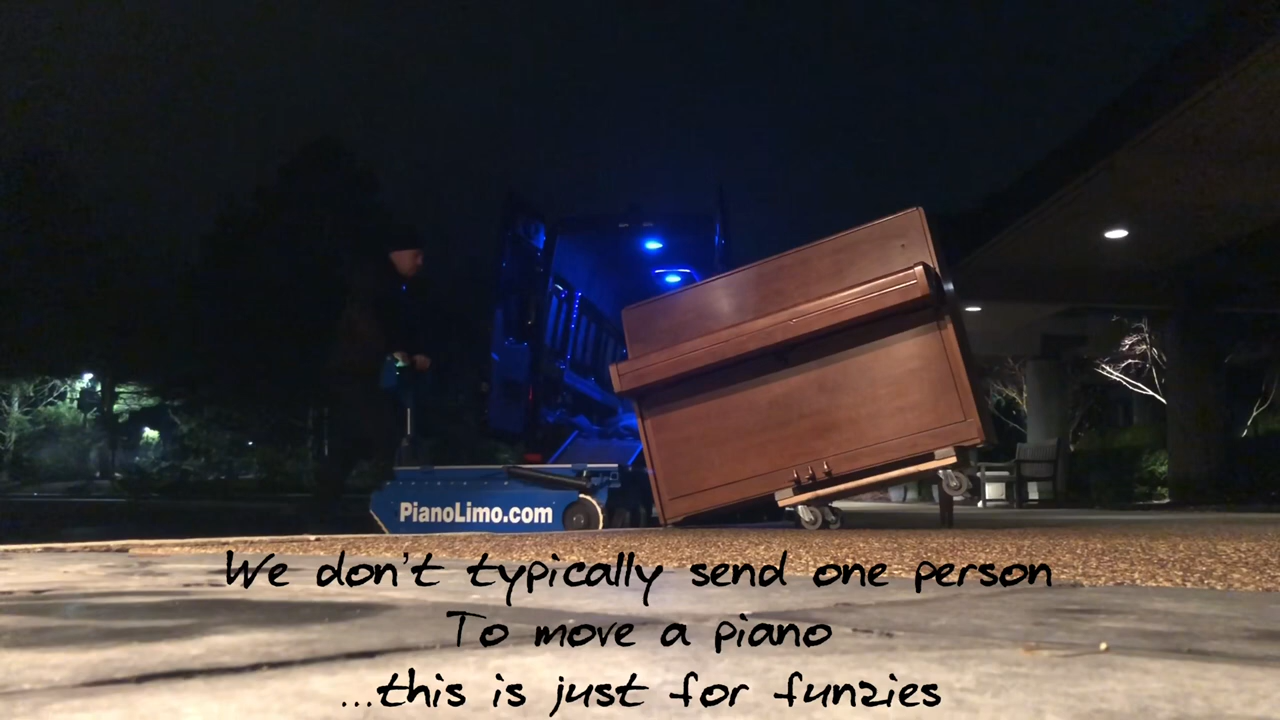 PianoLimo.com
We don't typically send one person
To move a piano
...this is just for funzies